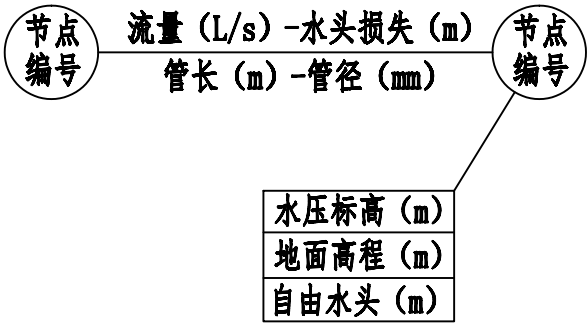 节点
编号
流量（L/s）-水头损失（m）
管长（m）-管径（mm）
节点
编号
水压标高（m）
地面高程（m）
自由水头（m）